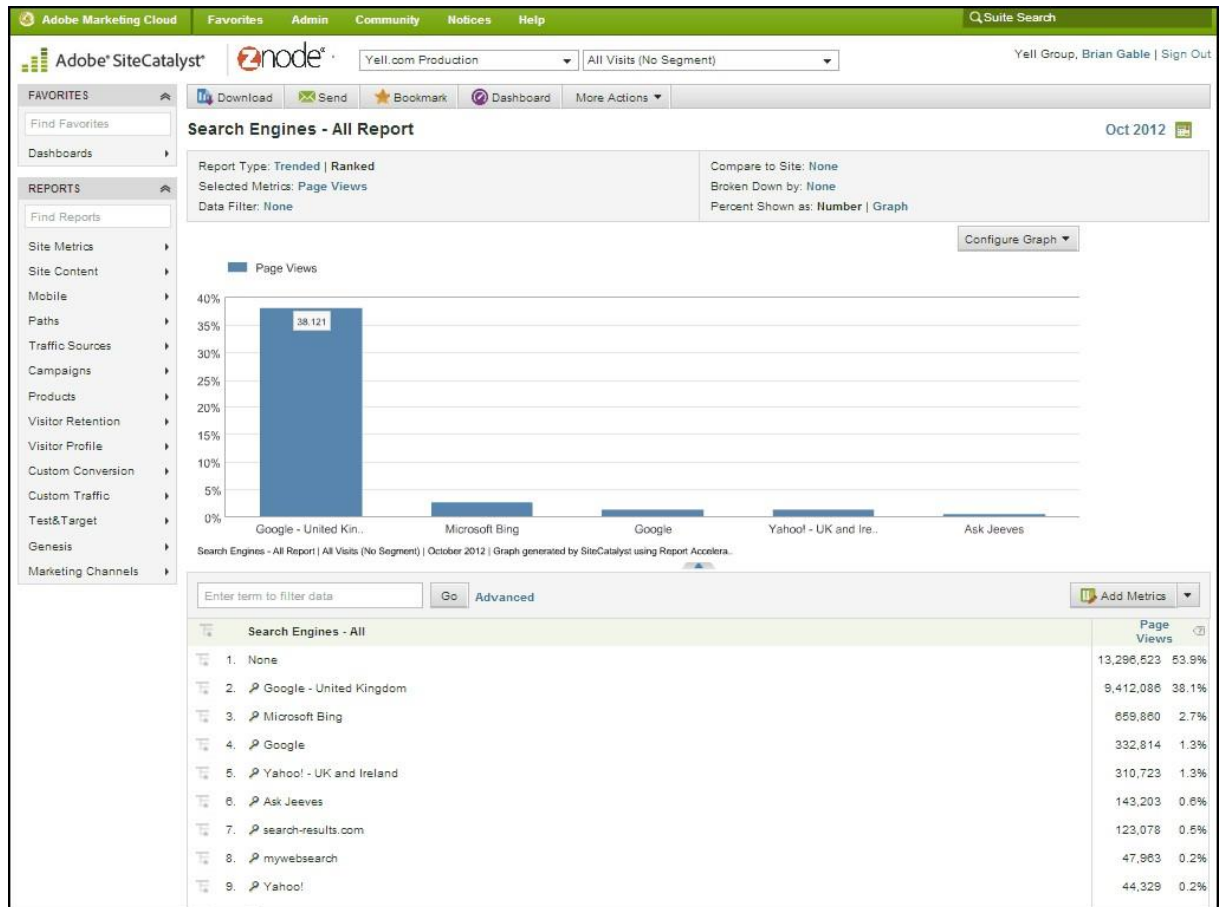 Adobe Marketing Cloud Favorites Admin Community Notices Help Suite Search
Adobe® SiteCatalyst® znode Yell.com Production All Visits (No Segment) Yell Group, Brian Gable | Sign Out
FAVORITES
Find Favorites
Dashboards
REPORTS
Find Reports
Site Metrics
Site Content
Mobile
Paths
Traffic Sources
Campaigns
Products
Visitor Retention
Visitor Profile
Custom Conversion
Custom Traffic
Test&Target
Genesis
Marketing Channels
Download Send Bookmark Dashboard More Actions
Search Engines - All Report Oct 2012
Report Type: Trended | Ranked Compare to Site: None
Selected Metrics: Page Views Broken Down by: None
Data Filter: None Percent Shown as: Number | Graph
Configure Graph
Page Views
40%
35%
30%
25%
20%
15%
10%
5%
0%
38.121
Google - United Kin.. Microsoft Bing Google Yahoo! - UK and Ire.. Ask Jeeves
Search Engines - All Report | All Visits (No Segment) | October 2012 | Graph generated by SiteCatalyst using Report Accelera..
Enter term to filter data Go Advanced Add Metrics
Search Engines - All Page Views
1. None 13,296,523 53.9%
2. Google - United Kingdom 9,412,086 38.1%
3. Microsoft Bing 659,860 2.7%
4. Google 332,814 1.3%
5. Yahoo! - UK and Ireland 310,723 1.3%
6. Ask Jeeves 143,203 0.6%
7. search-results.com 123,078 0.5%
8. mywebsearch 47,963 0.2%
9. Yahoo! 44,329 0.2%